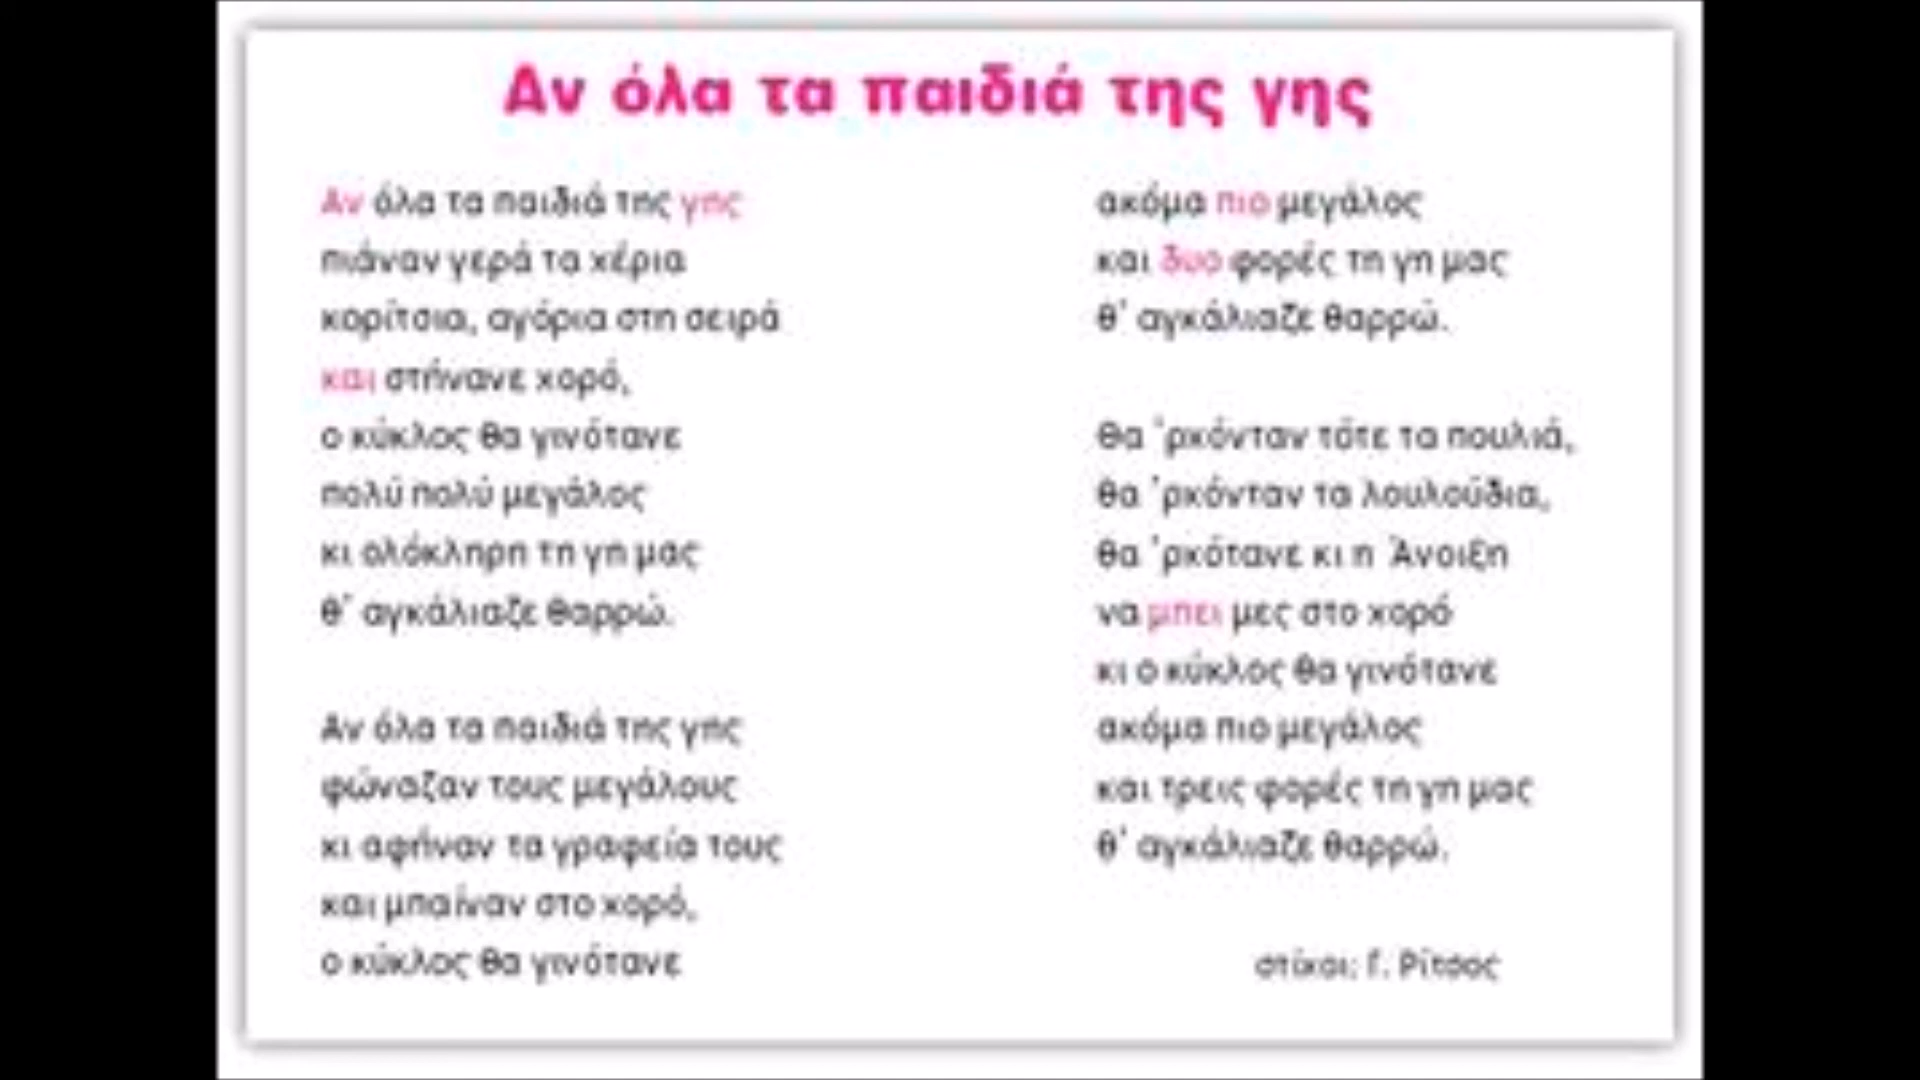 Αν όλα τα παιδιά της γης
Αν όλα τα παιδιά της γης
πιάναν γερά τα χέρια
κορίτσια, αγόρια στη σειρά
και στήνανε χορό,
ο κύκλος θα γινότανε
πολύ πολύ μεγάλος
κι ολόκληρη τη γη μας
θ' αγκάλιαζε θαρρώ.
Αν όλα τα παιδιά της γης
φώναζαν τους μεγάλους
κι αφήναν τα γραφεία τους
και μπαίναν στο χορό,
ο κύκλος θα γινότανε
ακόμα πιο μεγάλος
και δυο φορές τη γη μας
θ' αγκάλιαζε θαρρώ.
Θα 'ρχόνταν τότε τα πουλιά,
θα 'ρχόνταν τα λουλούδια,
θα 'ρχότανε κι η Άνοιξη
να μπει μες στο χορό
κι ο κύκλος θα γινότανε
ακόμα πιο μεγάλος
και τρεις φορές τη γη μας
θ' αγκάλιαζε θαρρώ.
στίχοι: Γ. Ρίτσος